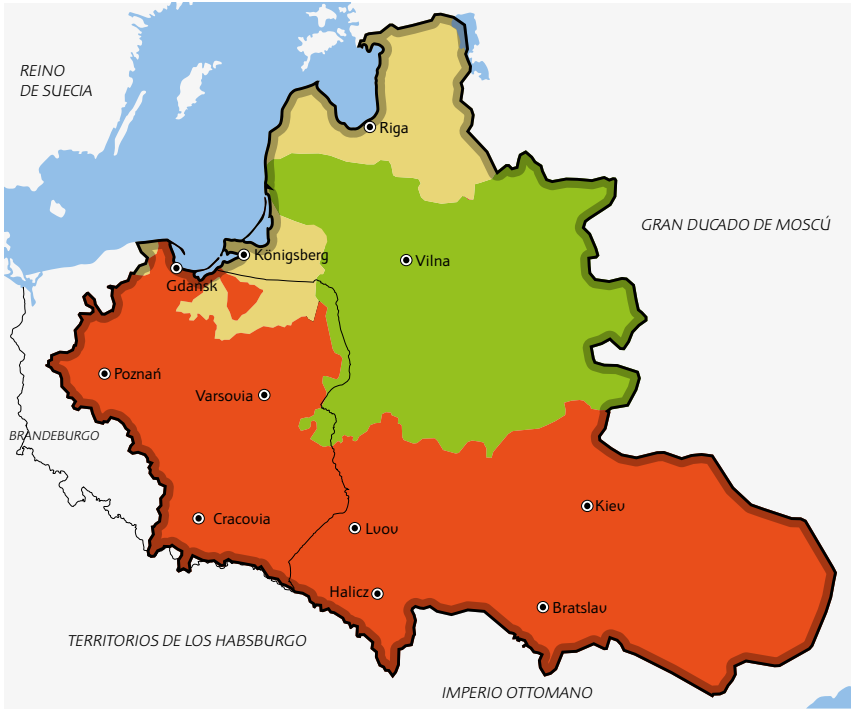 REINO
DE SUECIA
Riga
GRAN DUCADO DE MOSCÚ
Königsberg
Vilna
Gdańsk
Poznań
Varsovia
BRANDEBURGO
Kiev
Cracovia
Lvov
Halicz
Bratslav
TERRITORIOS DE LOS HABSBURGO
IMPERIO OTTOMANO